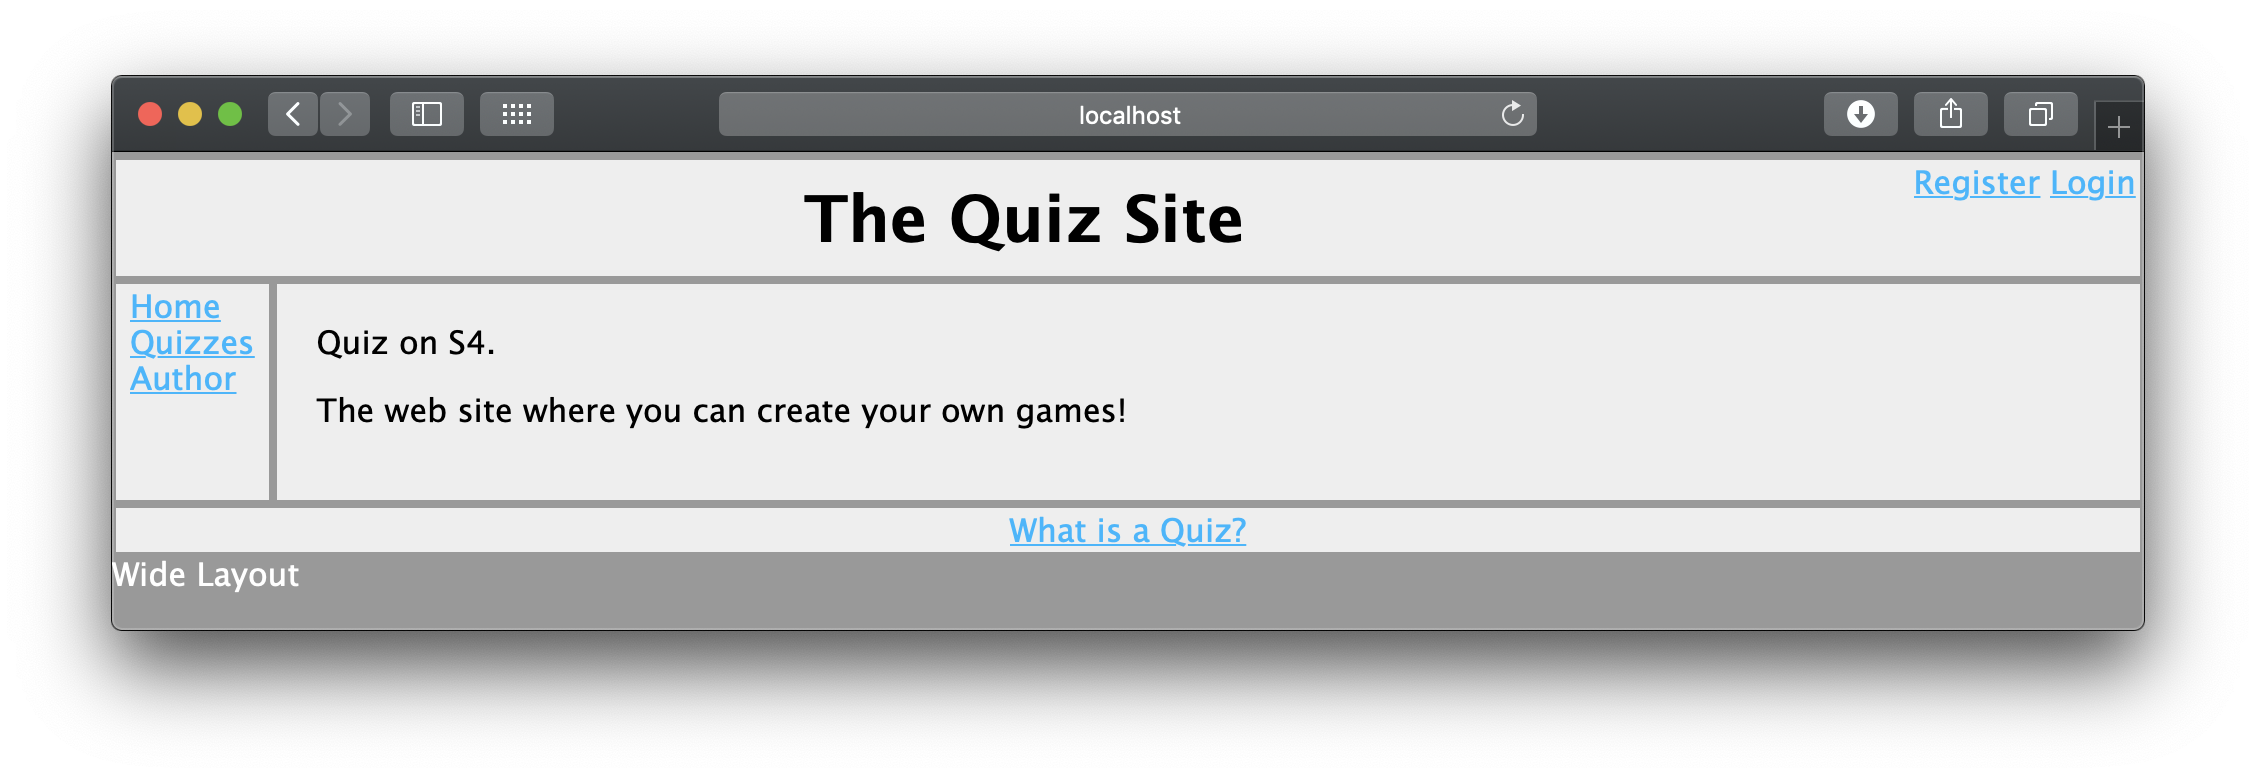 localhost
Register Login
The Quiz Site
Home
Quizzes
Author
Quiz on S4.
The web site where you can create your own games!
What is a Quiz?
Wide Layout